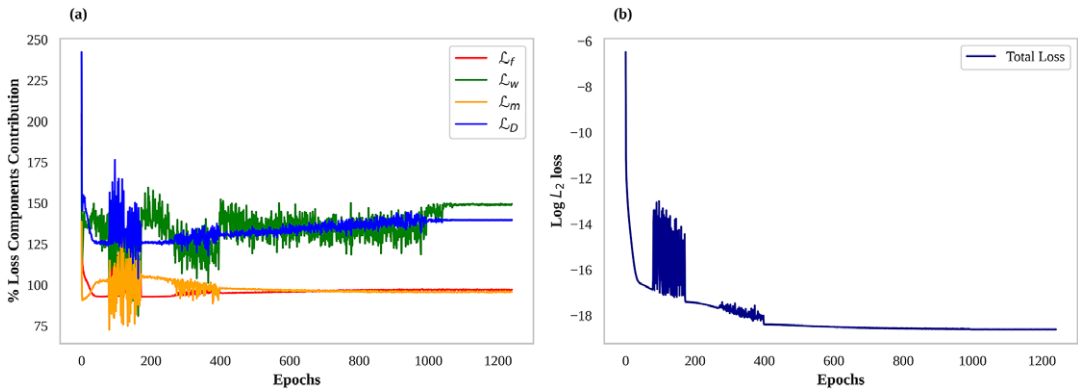 (a)
% Loss Components Contribution
250
225
200
175
150
125
100
75
0 200 400 600 800 1000 1200
Epochs
ℒf
ℒw
ℒm
ℒD
(b)
Log L2 loss
−6
−8
−10
−12
−14
−16
−18
0 200 400 600 800 1000 1200
Epochs
Total Loss